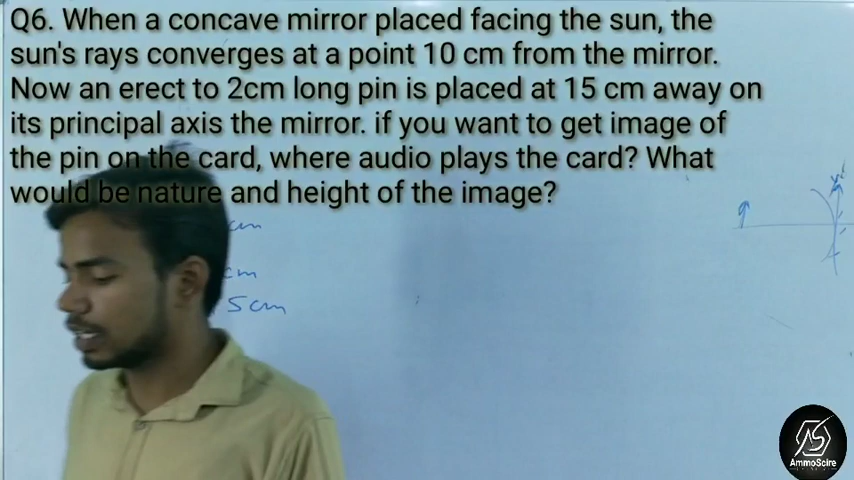 Q6. When a concave mirror placed facing the sun, the
sun's rays converges at a point 10 cm from the mirror.
Now an erect to 2cm long pin is placed at 15 cm away on
its principal axis the mirror. if you want to get image of
the pin on the card, where audio plays the card? What
would be nature and height of the image?
cm
cm
5cm
AmmoScire